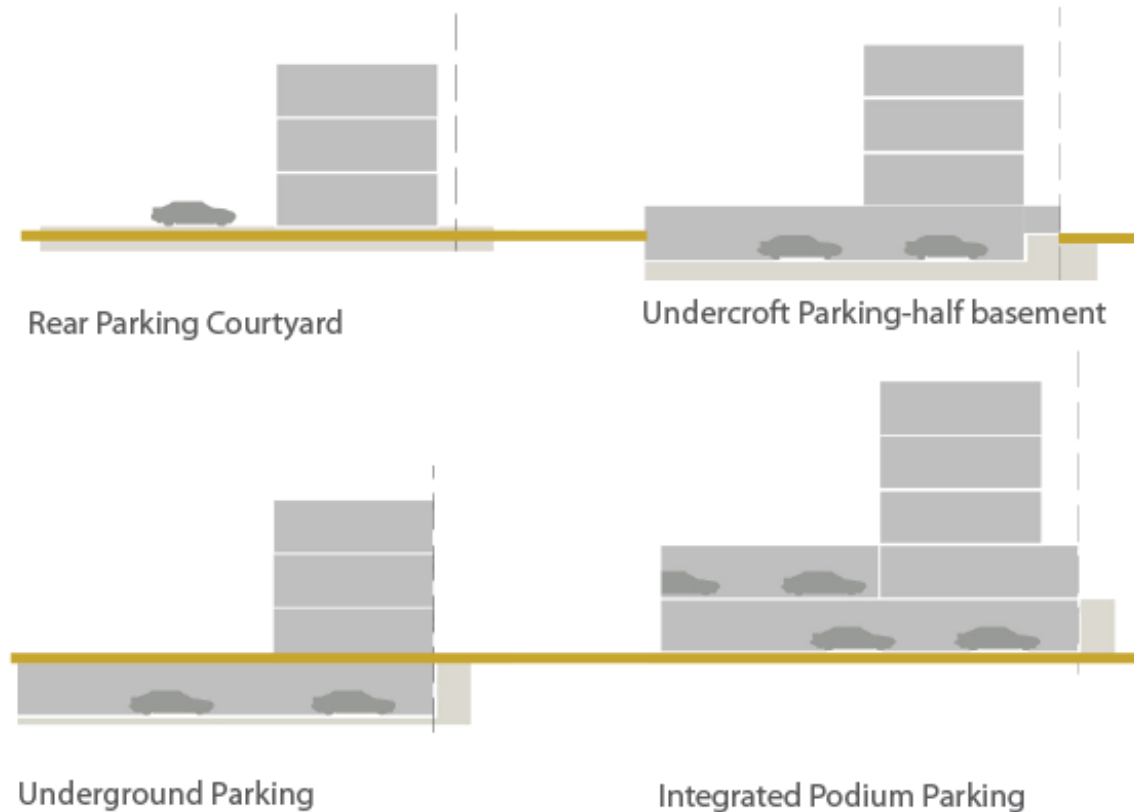 Rear Parking Courtyard
Undercroft Parking-half basement
Underground Parking
Integrated Podium Parking